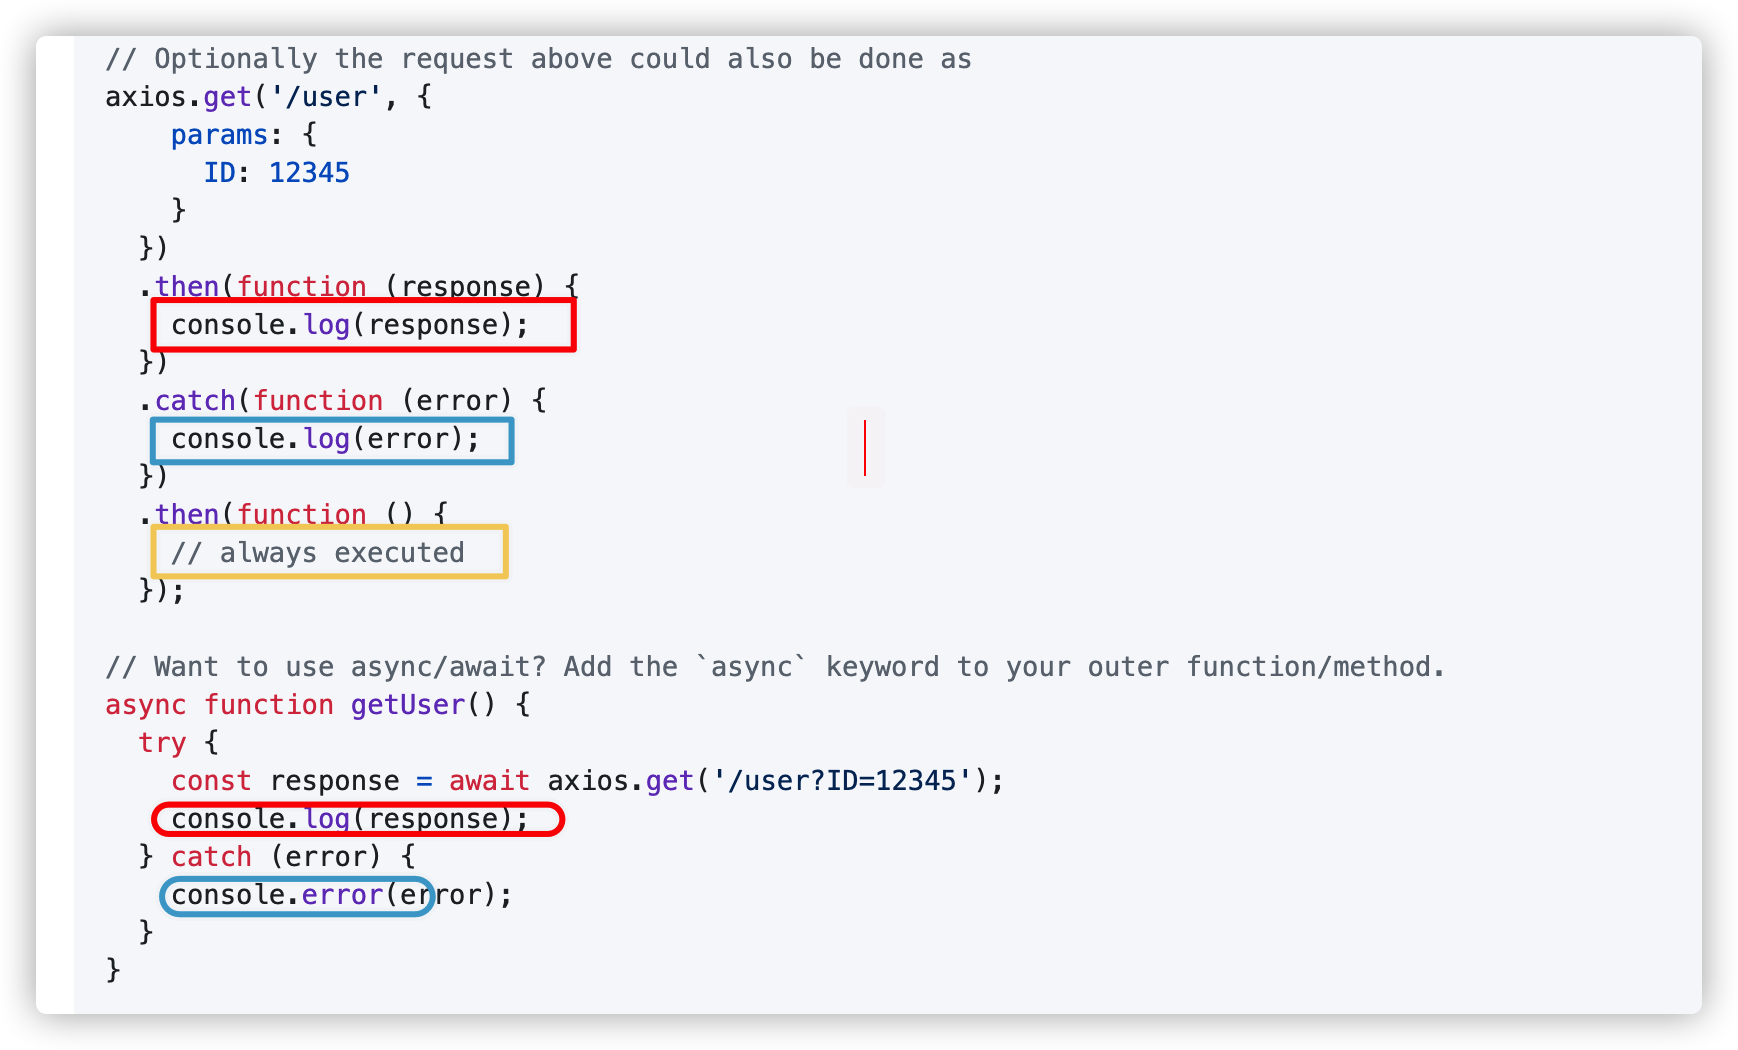 // Optionally the request above could also be done as
axios.get('/user', {
    params: {
      ID: 12345
    }
  })
  .then(function (response) {
    console.log(response);
  })
  .catch(function (error) {
    console.log(error);
  })
  .then(function () {
    // always executed
  });

// Want to use async/await? Add the `async` keyword to your outer function/method.
async function getUser() {
  try {
    const response = await axios.get('/user?ID=12345');
    console.log(response);
  } catch (error) {
    console.error(error);
  }
}